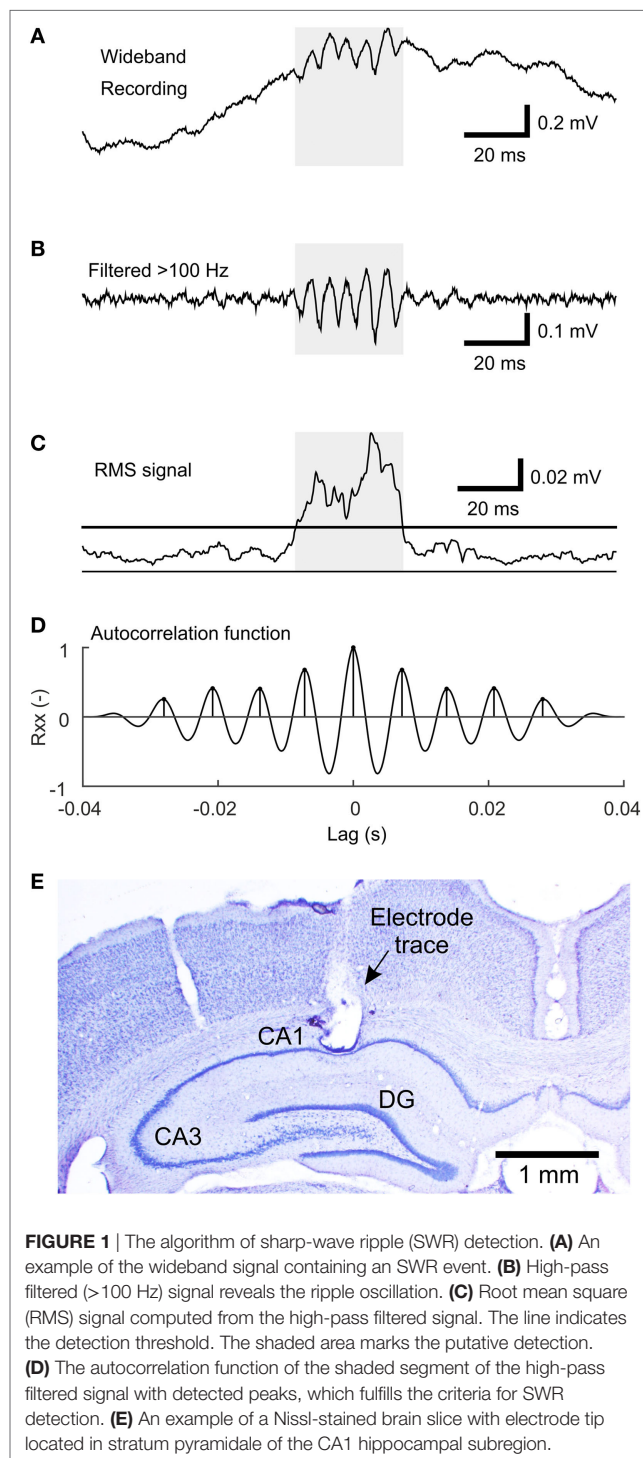 A
Wideband
Recording
0.2 mV
20 ms
B
Filtered >100 Hz
0.1 mV
20 ms
C
RMS signal
0.02 mV
20 ms
D
Autocorrelation function
1
0
-1
Rxx (-)
-0.04 -0.02 0 0.02 0.04
Lag (s)
E
Electrode
trace
CA1
DG
CA3
1 mm
FIGURE 1 | The algorithm of sharp-wave ripple (SWR) detection. (A) An
example of the wideband signal containing an SWR event. (B) High-pass
filtered (>100 Hz) signal reveals the ripple oscillation. (C) Root mean square
(RMS) signal computed from the high-pass filtered signal. The line indicates
the detection threshold. The shaded area marks the putative detection.
(D) The autocorrelation function of the shaded segment of the high-pass
filtered signal with detected peaks, which fulfills the criteria for SWR
detection. (E) An example of a Nissl-stained brain slice with electrode tip
located in stratum pyramidale of the CA1 hippocampal subregion.